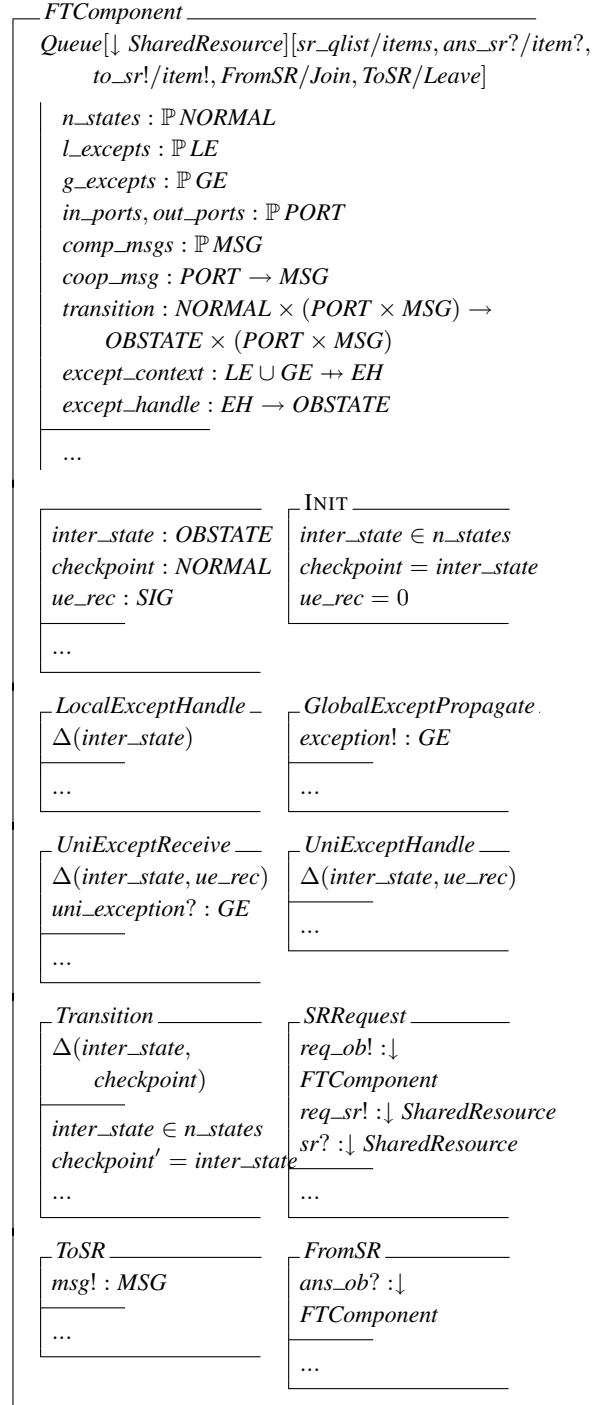 FTComponent
Queue[↓ SharedResource][sr_qlist/items, ans_sr?/item?,
to_sr!/item!, FromSR/Join, ToSR/Leave]
n_states : ℙ NORMAL
l_excepts : ℙ LE
g_excepts : ℙ GE
in_ports, out_ports : ℙ PORT
comp_msgs : ℙ MSG
coop_msg : PORT → MSG
transition : NORMAL × (PORT × MSG) →
OBSTATE × (PORT × MSG)
except_context : LE ∪ GE ⇸ EH
except_handle : EH → OBSTATE
...
inter_state : OBSTATE
checkpoint : NORMAL
ue_rec : SIG
...
INIT
inter_state ∈ n_states
checkpoint = inter_state
ue_rec = 0
LocalExceptHandle
Δ(inter_state)
...
GlobalExceptPropagate
exception! : GE
...
UniExceptReceive
Δ(inter_state, ue_rec)
uni_exception? : GE
...
UniExceptHandle
Δ(inter_state, ue_rec)
...
Transition
Δ(inter_state,
checkpoint)
inter_state ∈ n_states
checkpoint′ = inter_state
...
SRRequest
req_ob! :↓
FTComponent
req_sr! :↓ SharedResource
sr? :↓ SharedResource
...
ToSR
msg! : MSG
...
FromSR
ans_ob? :↓
FTComponent
...